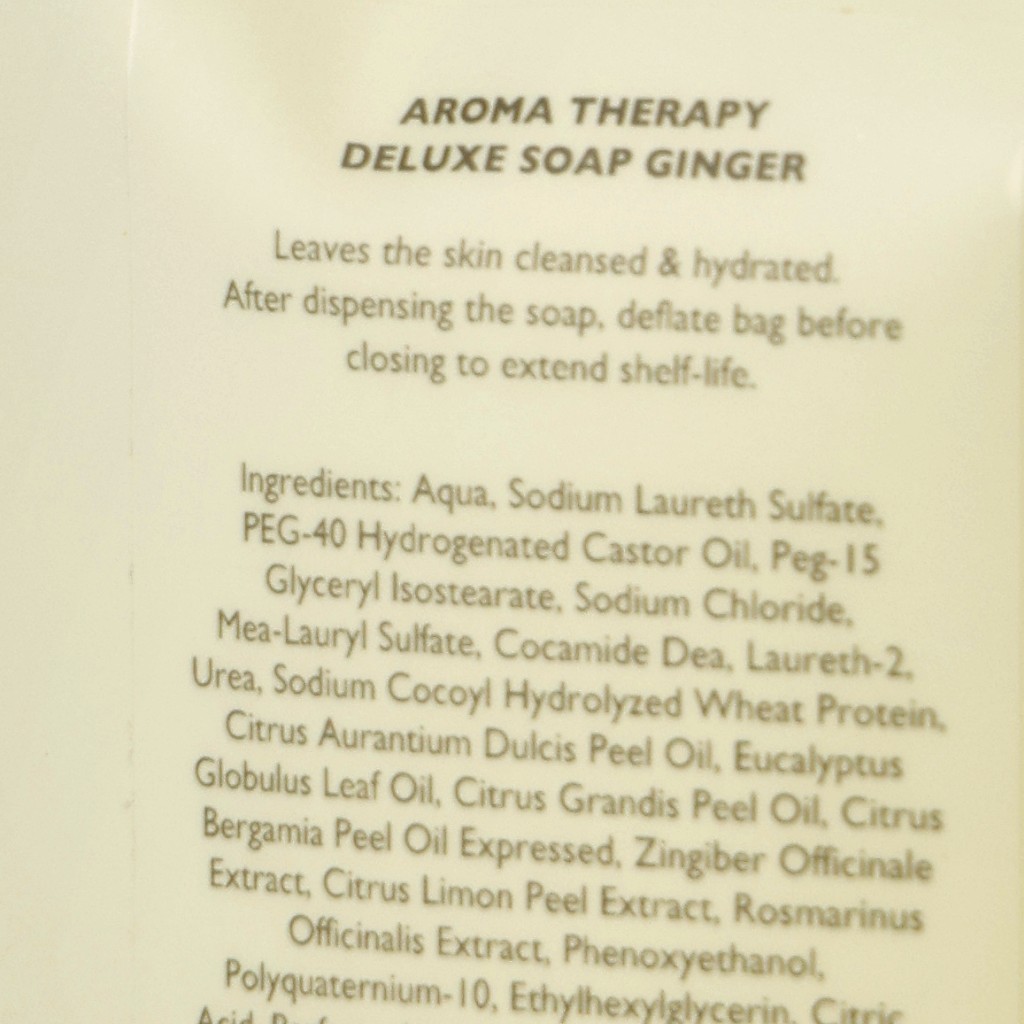 AROMA THERAPY
DELUXE SOAP GINGER
Leaves the skin cleansed & hydrated.
After dispensing the soap, deflate bag before
closing to extend shelf-life.
Ingredients: Aqua, Sodium Laureth Sulfate,
PEG-40 Hydrogenated Castor Oil, Peg-15
Glyceryl Isostearate, Sodium Chloride,
Mea-Lauryl Sulfate, Cocamide Dea, Laureth-2,
Urea, Sodium Cocoyl Hydrolyzed Wheat Protein,
Citrus Aurantium Dulcis Peel Oil, Eucalyptus
Globulus Leaf Oil, Citrus Grandis Peel Oil, Citrus
Bergamia Peel Oil Expressed, Zingiber Officinale
Extract, Citrus Limon Peel Extract, Rosmarinus
Officinalis Extract, Phenoxyethanol,
Polyquaternium-10, Ethylhexylglycerin, Citric
Acid,